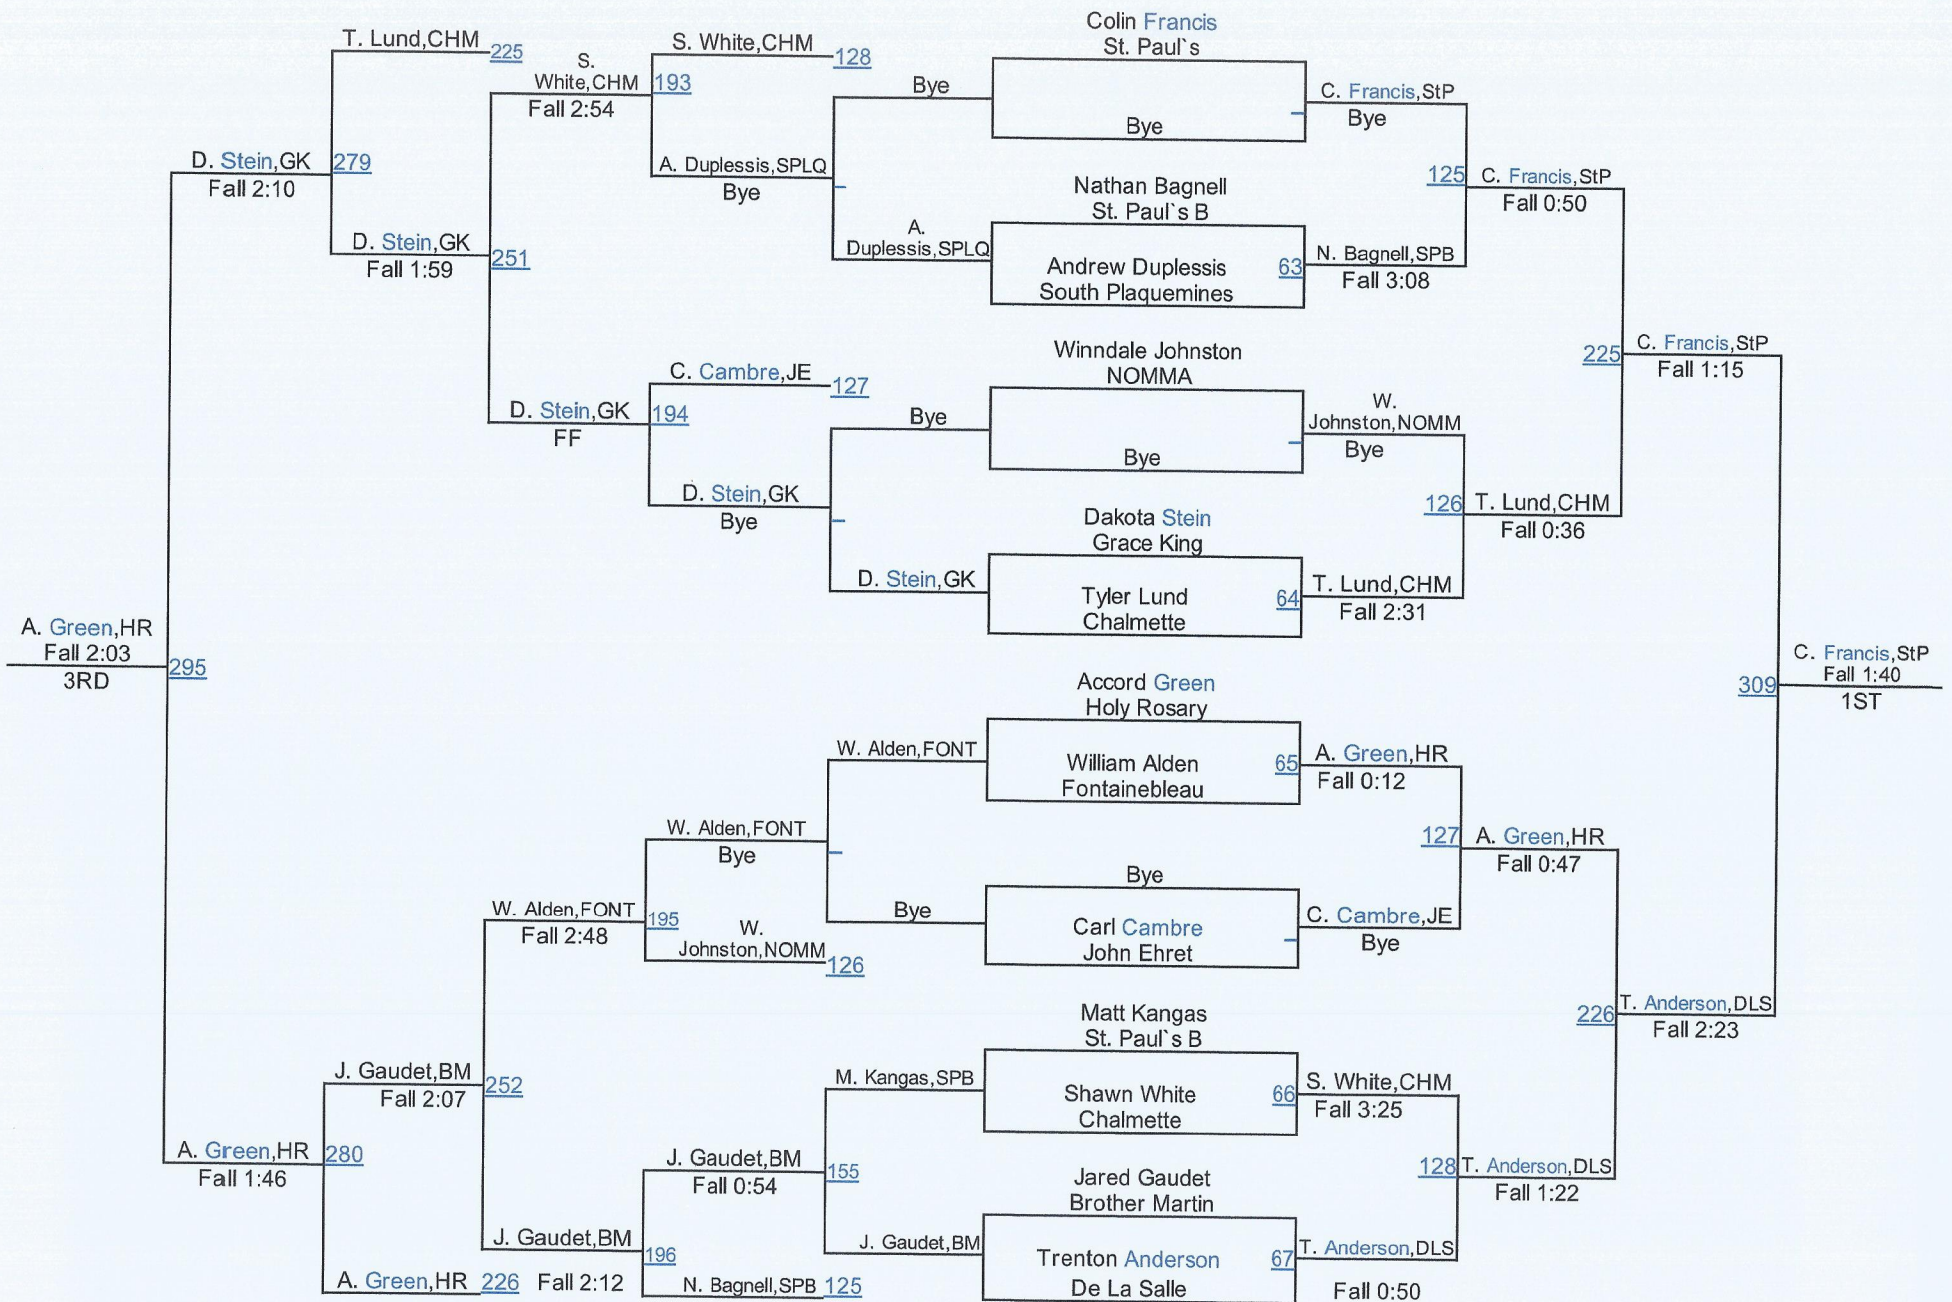 Colin Francis
St. Paul`s
T. Lund,CHM
225
S.
White,CHM
Fall 2:54
S. White,CHM
128
193
Bye
Bye
C. Francis,StP
Bye
D. Stein,GK
Fall 2:10
279
A. Duplessis,SPLQ
Bye
125
C. Francis,StP
Fall 0:50
Nathan Bagnell
St. Paul`s B
D. Stein,GK
Fall 1:59
251
A.
Duplessis,SPLQ
Andrew Duplessis
South Plaquemines
63
N. Bagnell,SPB
Fall 3:08
Winndale Johnston
NOMMA
225
C. Francis,StP
Fall 1:15
C. Cambre,JE
127
D. Stein,GK
FF
194
Bye
Bye
W.
Johnston,NOMM
Bye
D. Stein,GK
Bye
126
T. Lund,CHM
Fall 0:36
Dakota Stein
Grace King
D. Stein,GK
Tyler Lund
Chalmette
64
T. Lund,CHM
Fall 2:31
A. Green,HR
Fall 2:03
3RD
295
C. Francis,StP
Fall 1:40
1ST
309
Accord Green
Holy Rosary
W. Alden,FONT
William Alden
Fontainebleau
65
A. Green,HR
Fall 0:12
W. Alden,FONT
Bye
127
A. Green,HR
Fall 0:47
Bye
W. Alden,FONT
Fall 2:48
195
W.
Johnston,NOMM
126
Bye
Carl Cambre
John Ehret
C. Cambre,JE
Bye
Matt Kangas
St. Paul`s B
226
T. Anderson,DLS
Fall 2:23
J. Gaudet,BM
Fall 2:07
252
M. Kangas,SPB
Shawn White
Chalmette
66
S. White,CHM
Fall 3:25
A. Green,HR
Fall 1:46
280
J. Gaudet,BM
Fall 0:54
155
Jared Gaudet
Brother Martin
128
T. Anderson,DLS
Fall 1:22
J. Gaudet,BM
Fall 2:12
196
J. Gaudet,BM
Trenton Anderson
De La Salle
67
T. Anderson,DLS
Fall 0:50
A. Green,HR
226
N. Bagnell,SPB
125